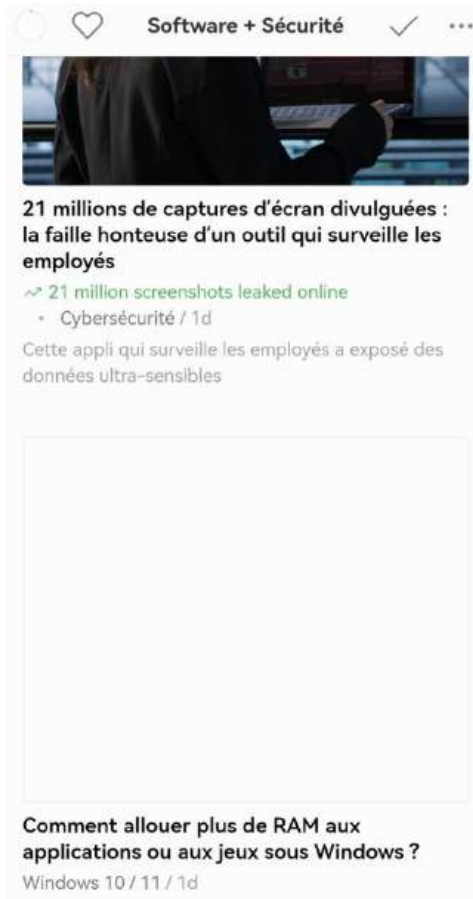 Software + Sécurité
21 millions de captures d'écran divulguées :
la faille honteuse d'un outil qui surveille les
employés
21 million screenshots leaked online
• Cybersécurité / 1d
Cette appli qui surveille les employés a exposé des
données ultra-sensibles
Comment allouer plus de RAM aux
applications ou aux jeux sous Windows ?
Windows 10 / 11 / 1d